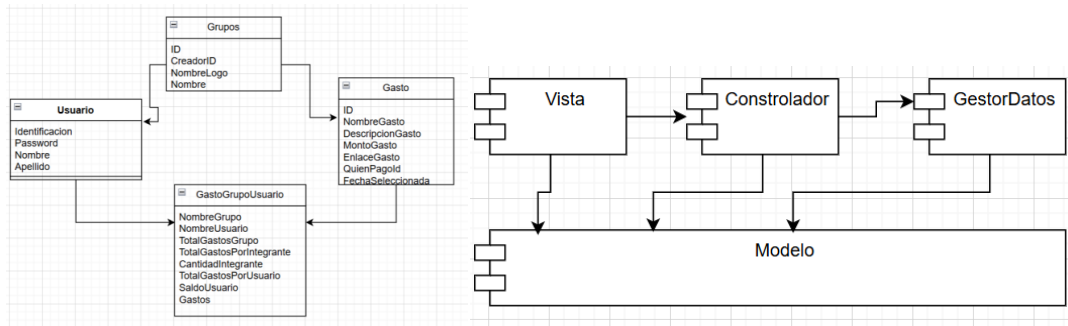 Grupos
ID
CreadorID
NombreLogo
Nombre
Usuario
Identificacion
Password
Nombre
Apellido
Gasto
ID
NombreGasto
DescripcionGasto
MontoGasto
EnlaceGasto
QuienPagoId
FechaSeleccionada
GastoGrupoUsuario
NombreGrupo
NombreUsuario
TotalGastosGrupo
TotalGastosPorIntegrante
CantidadIntegrante
TotalGastosPorUsuario
SaldoUsuario
Gastos
Vista
Constrolador
GestorDatos
Modelo